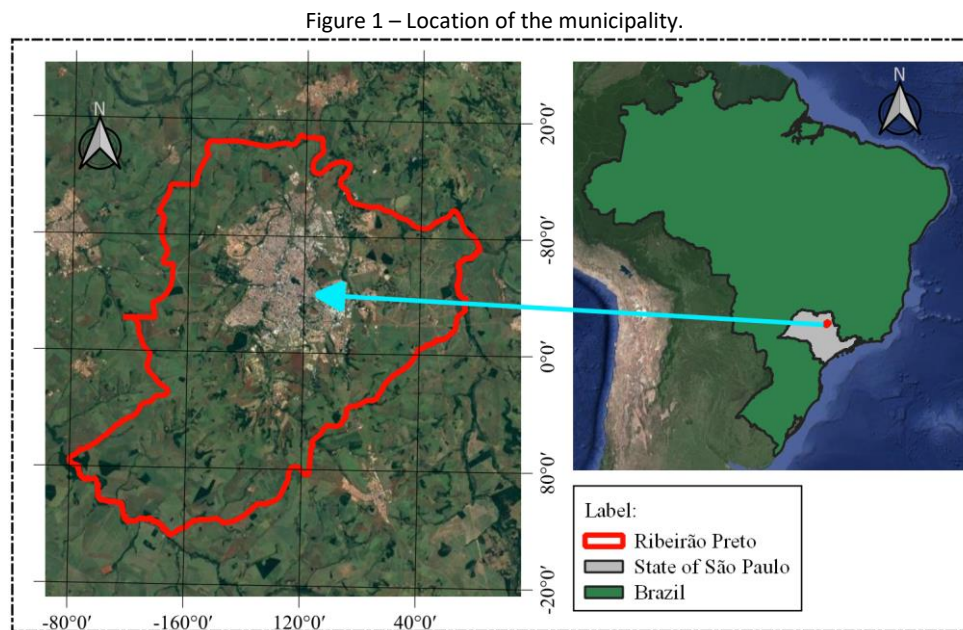 Figure 1 – Location of the municipality.
N
N
20°0′
-80°0′
0°0′
80°0′
-20°0′
-80°0′
-160°0′
120°0′
40°0′
Label:
Ribeirão Preto
State of São Paulo
Brazil